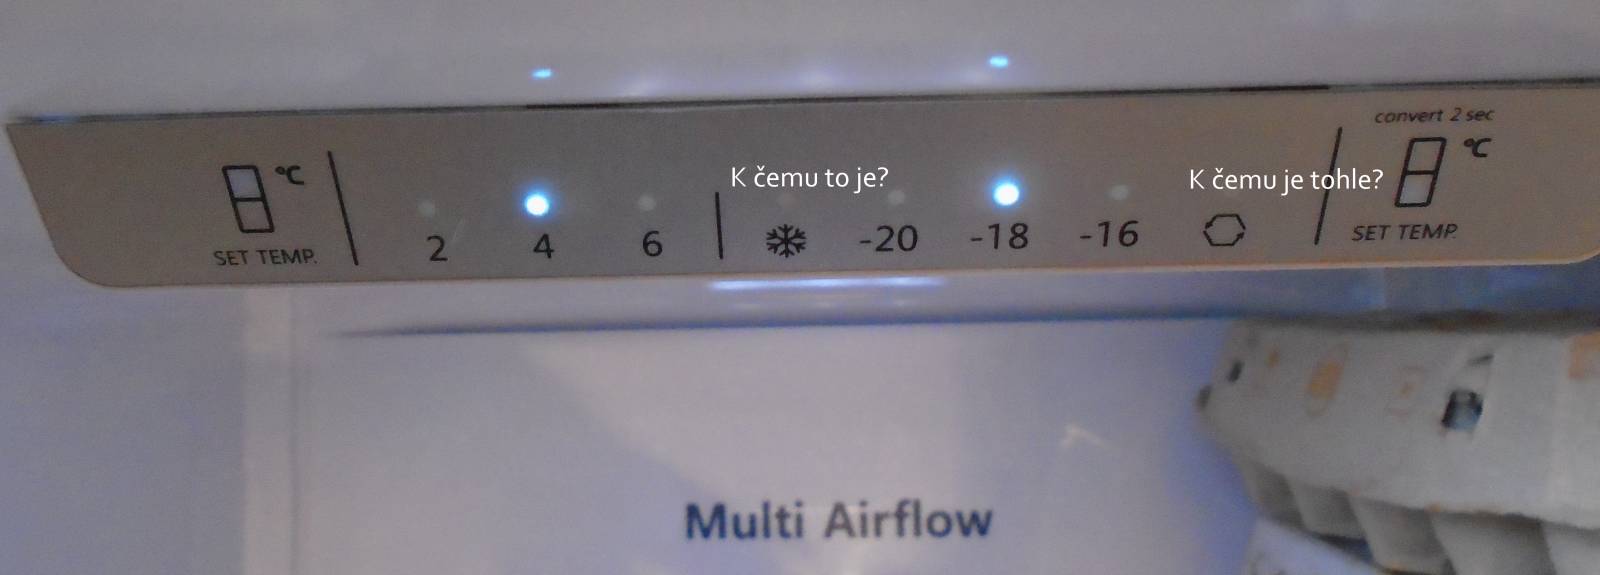 convert 2 sec
°C
K čemu to je?
K čemu je tohle?
°C
SET TEMP.
2
4
6
-20
-18
-16
SET TEMP.
Multi Airflow